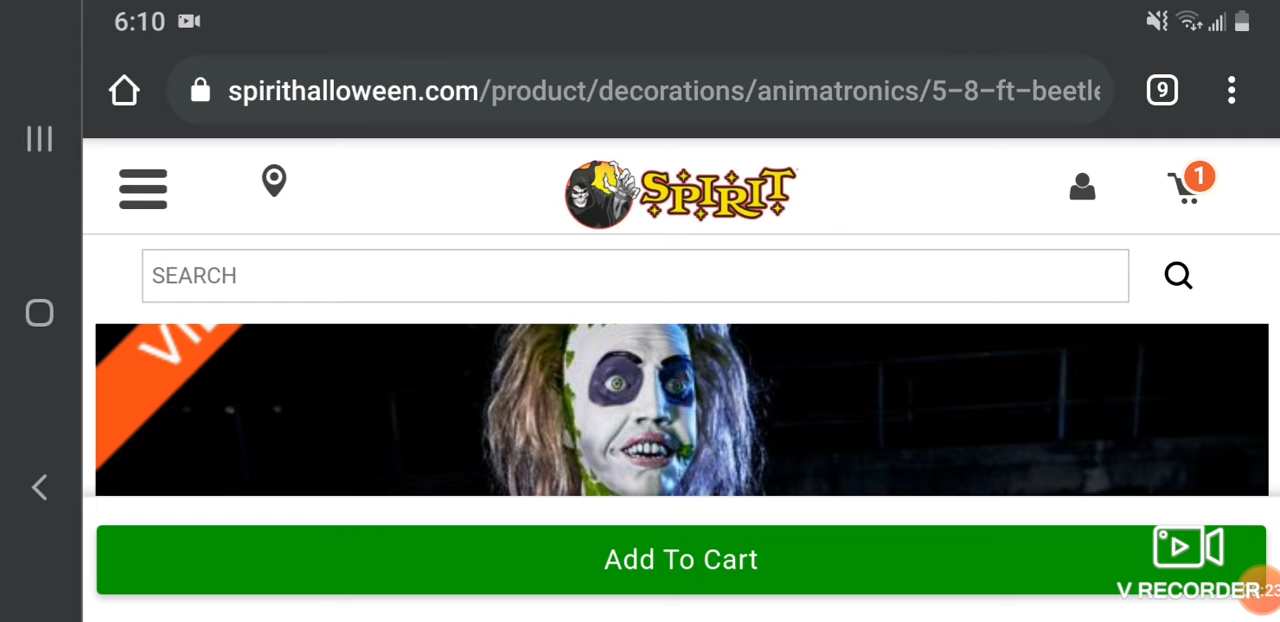 6:10
spirithalloween.com/product/decorations/animatronics/5-8-ft-beetle
9
SPIRIT
1
SEARCH
Add To Cart
V RECORDER
:23